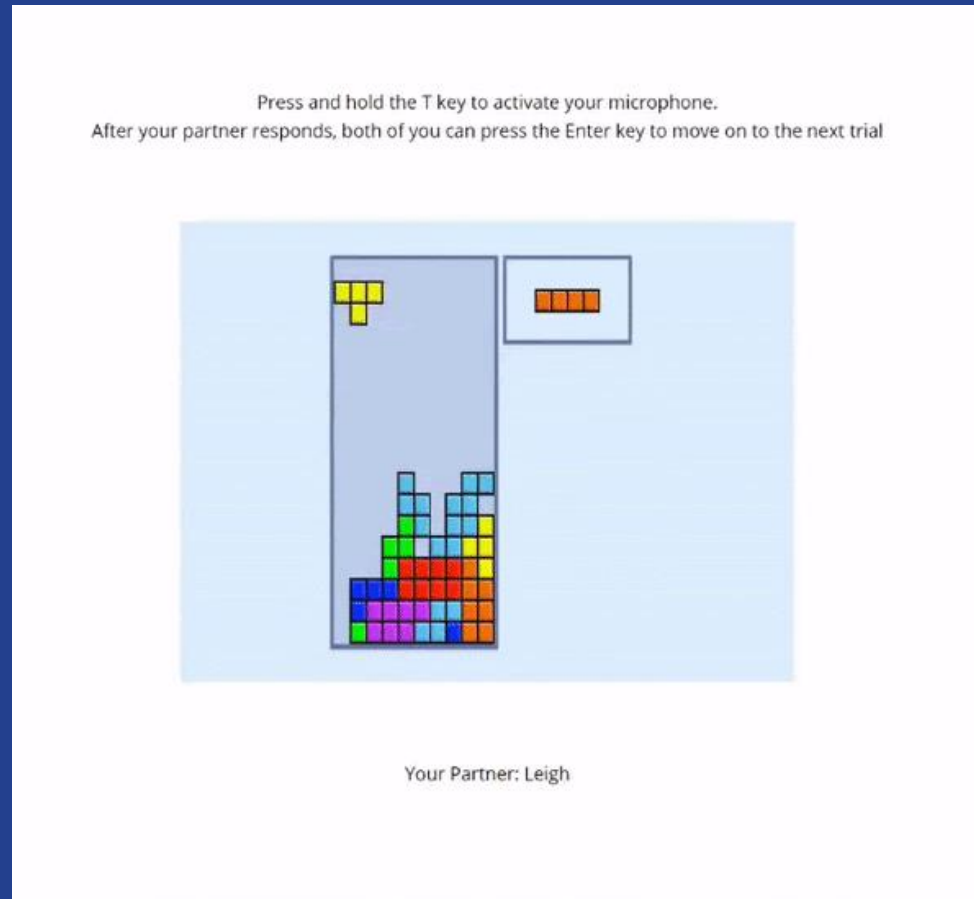 Press and hold the T key to activate your microphone.
After your partner responds, both of you can press the Enter key to move on to the next trial
Your Partner: Leigh